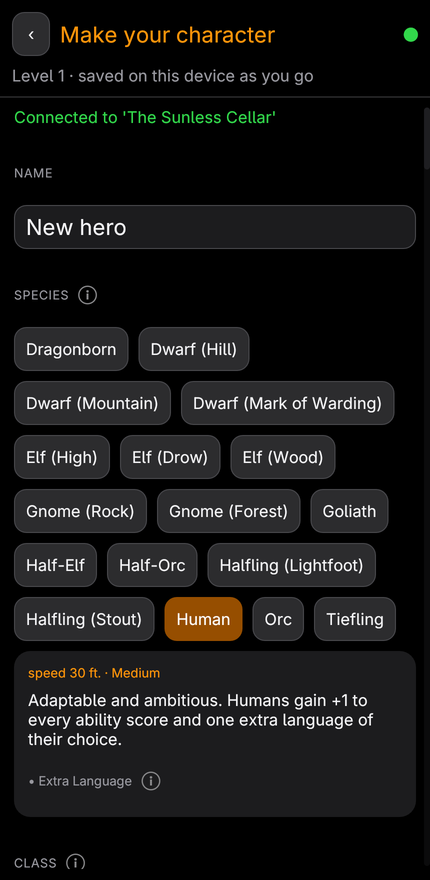 ‹ Make your character
Level 1 · saved on this device as you go
Connected to 'The Sunless Cellar'
NAME
New hero
SPECIES ⓘ
Dragonborn Dwarf (Hill)
Dwarf (Mountain) Dwarf (Mark of Warding)
Elf (High) Elf (Drow) Elf (Wood)
Gnome (Rock) Gnome (Forest) Goliath
Half-Elf Half-Orc Halfling (Lightfoot)
Halfling (Stout) Human Orc Tiefling
speed 30 ft. · Medium
Adaptable and ambitious. Humans gain +1 to
every ability score and one extra language of
their choice.
• Extra Language ⓘ
CLASS ⓘ